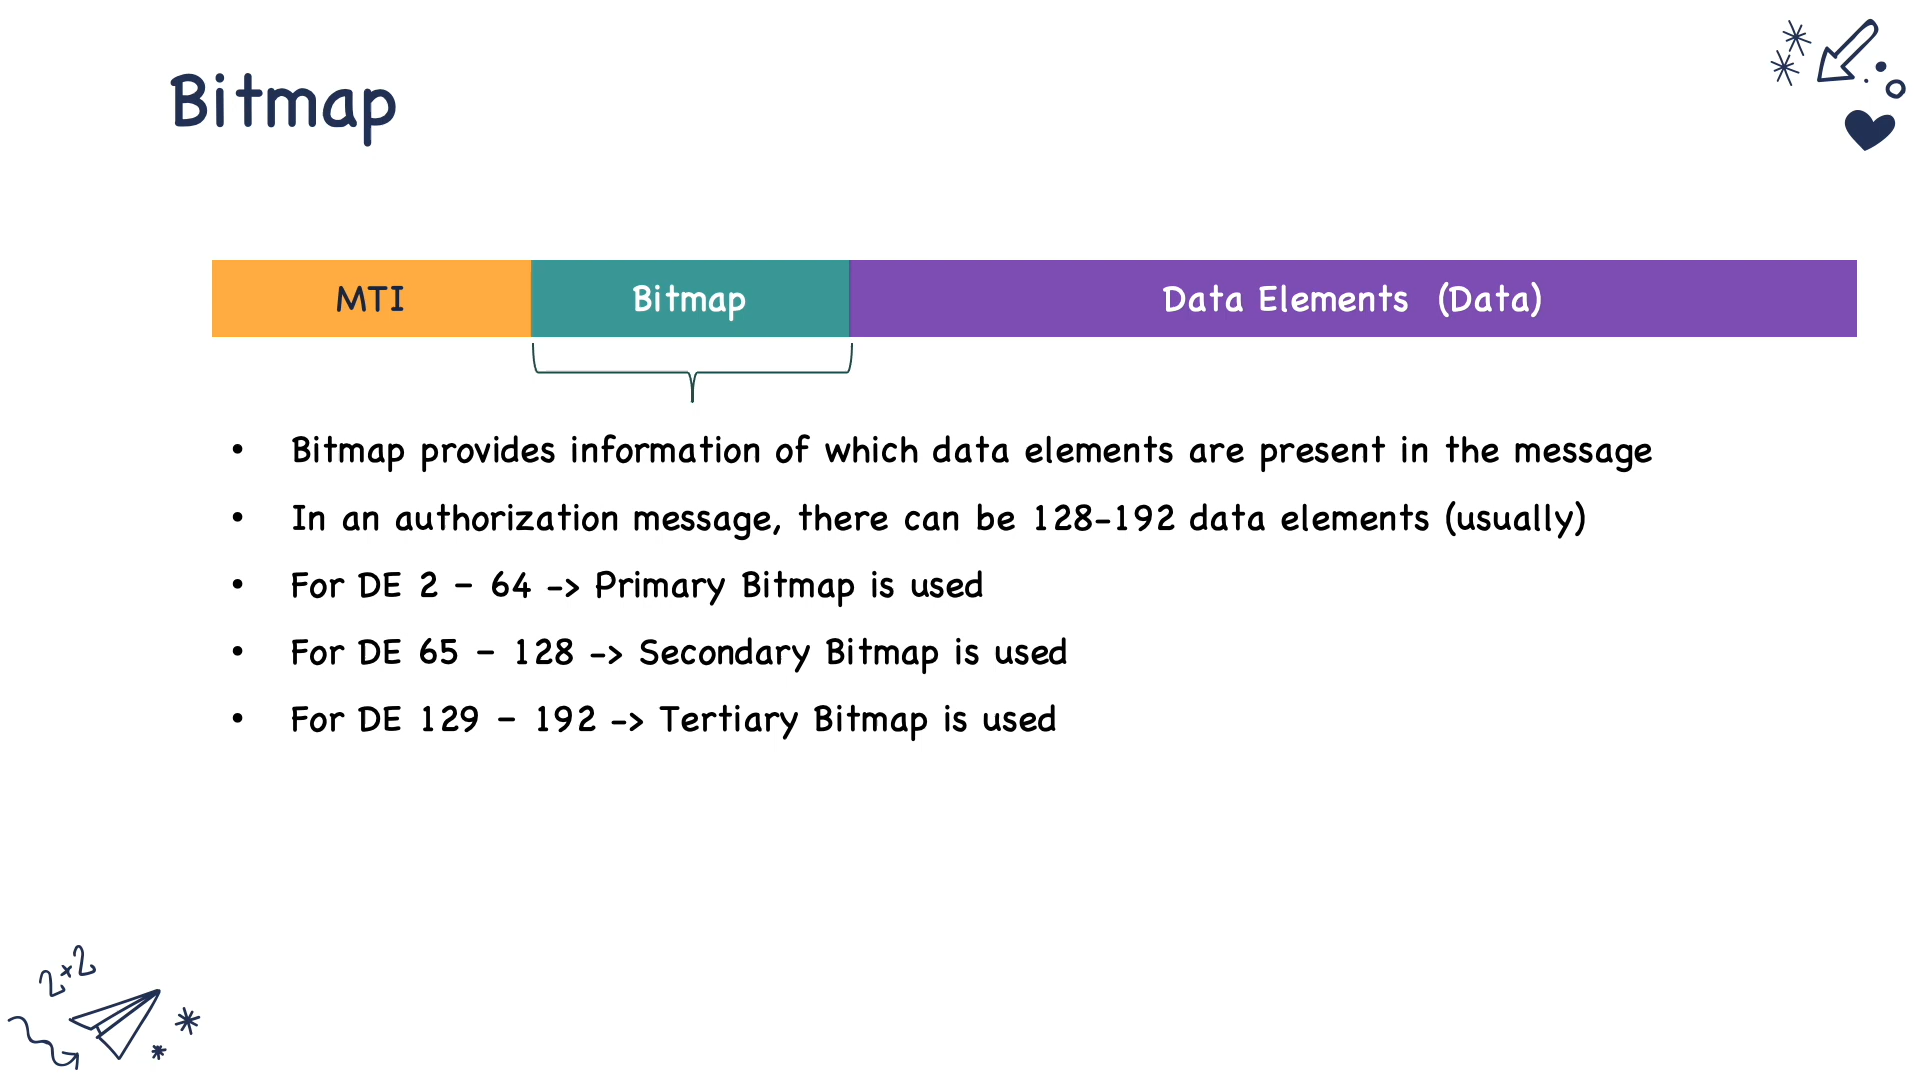 Bitmap
MTI
Bitmap
Data Elements (Data)
• Bitmap provides information of which data elements are present in the message
• In an authorization message, there can be 128-192 data elements (usually)
• For DE 2 – 64 -> Primary Bitmap is used
• For DE 65 – 128 -> Secondary Bitmap is used
• For DE 129 – 192 -> Tertiary Bitmap is used
2x2